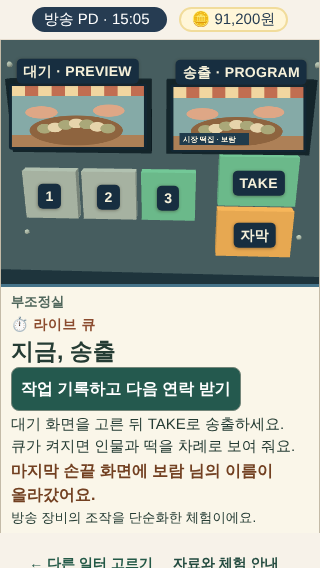 방송 PD · 15:05
91,200원
대기 · PREVIEW
송출 · PROGRAM
시장 떡집 · 보람
1
2
3
TAKE
자막
부조정실
라이브 큐
지금, 송출
작업 기록하고 다음 연락 받기
대기 화면을 고른 뒤 TAKE로 송출하세요.
큐가 켜지면 인물과 떡을 차례로 보여 줘요.
마지막 손끝 화면에 보람 님의 이름이
올라갔어요.
방송 장비의 조작을 단순화한 체험이에요.
← 다른 일터 고르기
자료와 체험 안내